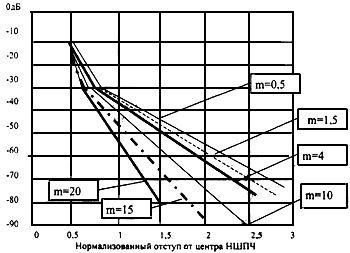 0дБ
-10
-20
-30
-40
-50
-60
-70
-80
-90
m=0.5
m=1.5
m=4
m=10
m=20
m=15
0 0.5 1 1.5 2 2,5 3
Нормализованный отступ от центра НШПЧ